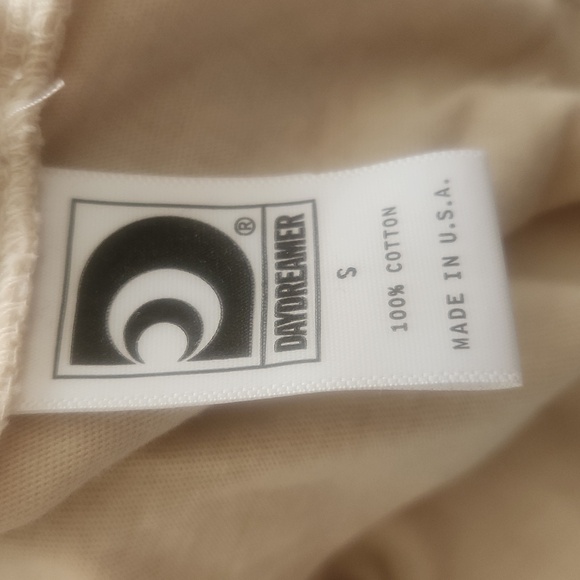 ®
DAYDREAMER
S
100% COTTON
MADE IN U.S.A.